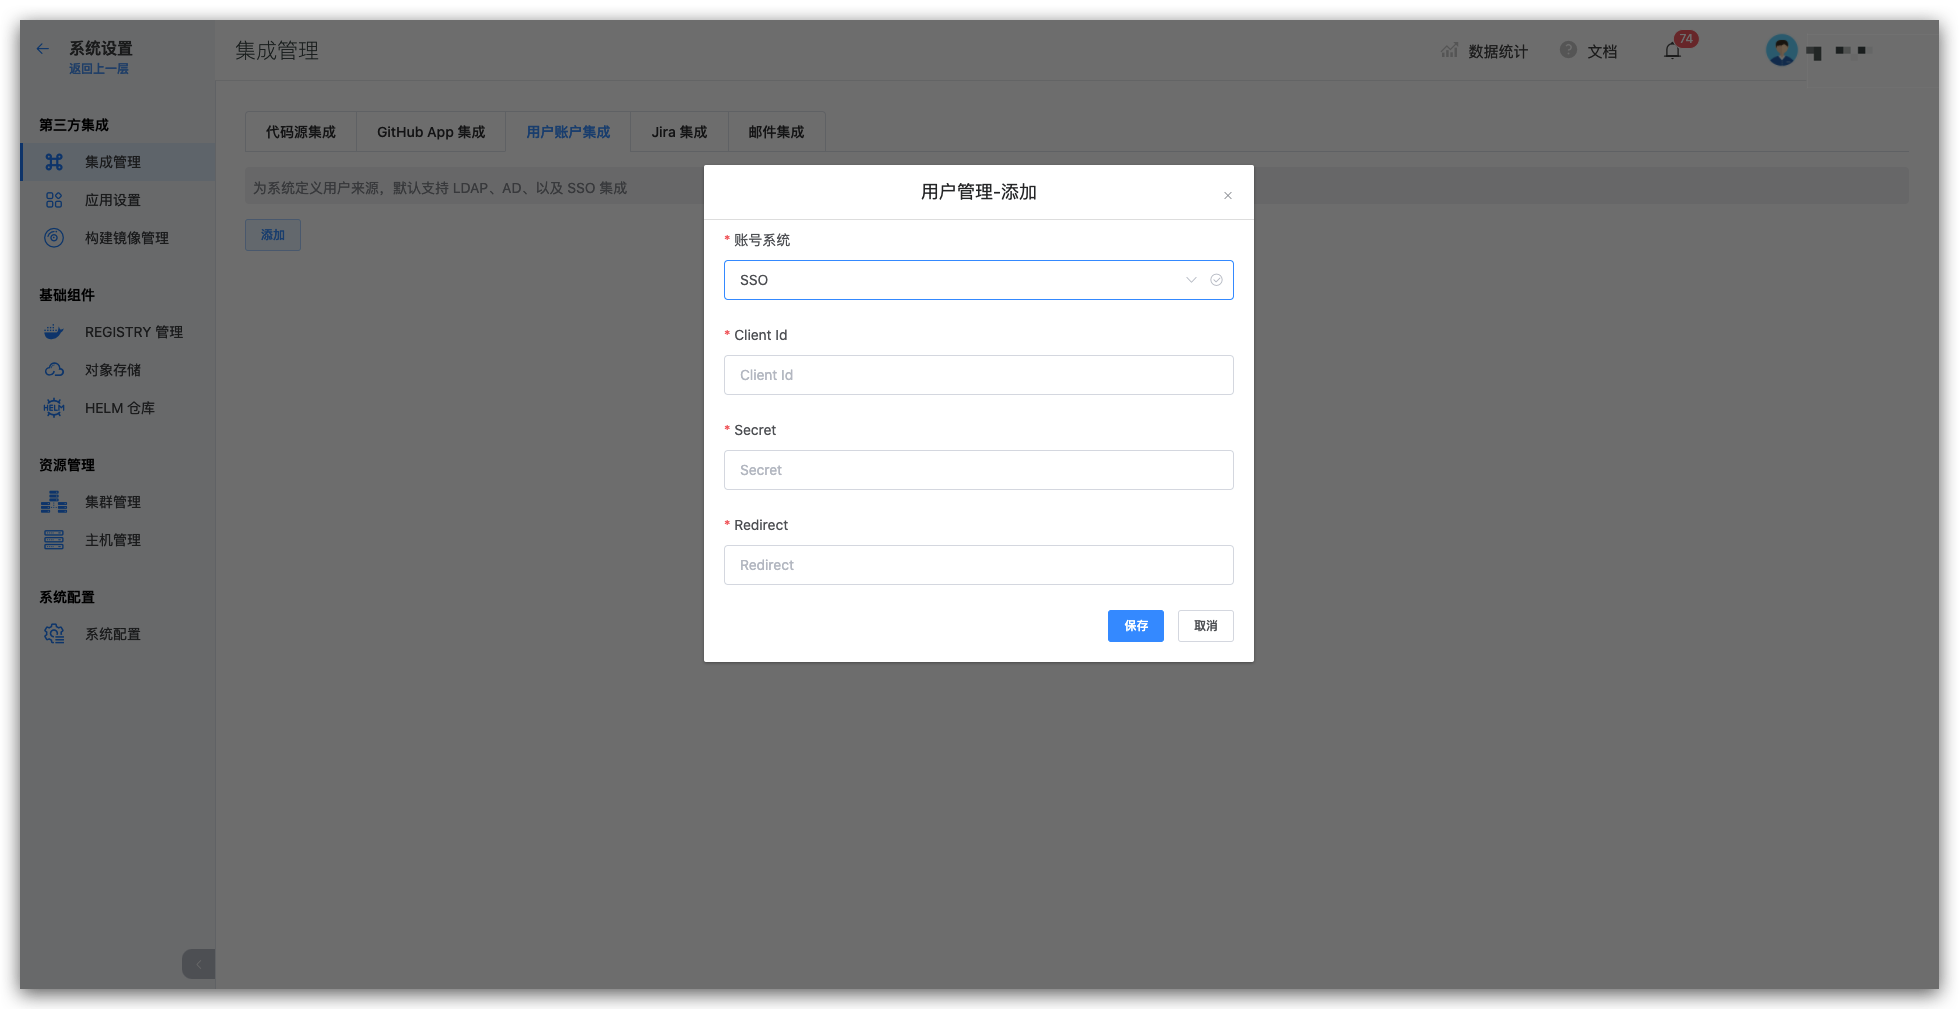 系统设置
返回上一层
集成管理
数据统计
文档
74
第三方集成
集成管理
应用设置
构建镜像管理
基础组件
REGISTRY 管理
对象存储
HELM
HELM 仓库
资源管理
集群管理
主机管理
系统配置
系统配置
代码源集成
GitHub App 集成
用户账户集成
Jira 集成
邮件集成
为系统定义用户来源，默认支持 LDAP、AD、以及 SSO 集成
添加
用户管理-添加
* 账号系统
SSO
* Client Id
Client Id
* Secret
Secret
* Redirect
Redirect
保存
取消